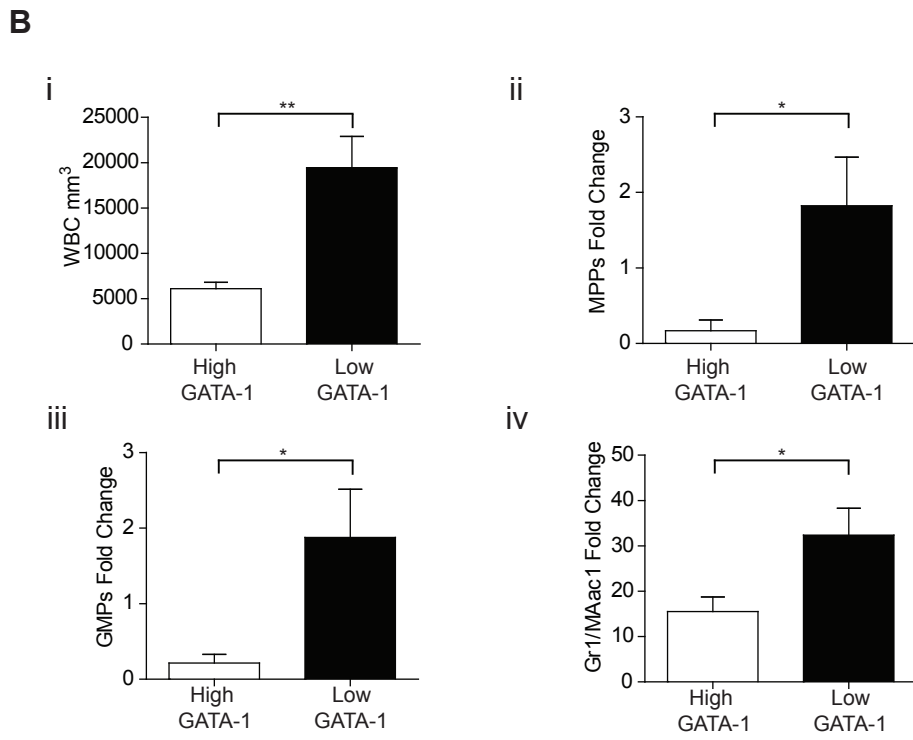 B
i
**
25000
20000
15000
10000
5000
0
WBC mm³
High
GATA-1
Low
GATA-1
ii
*
3
2
1
0
MPPs Fold Change
High
GATA-1
Low
GATA-1
iii
*
3
2
1
0
GMPs Fold Change
High
GATA-1
Low
GATA-1
iv
*
50
40
30
20
10
0
Gr1/MAac1 Fold Change
High
GATA-1
Low
GATA-1